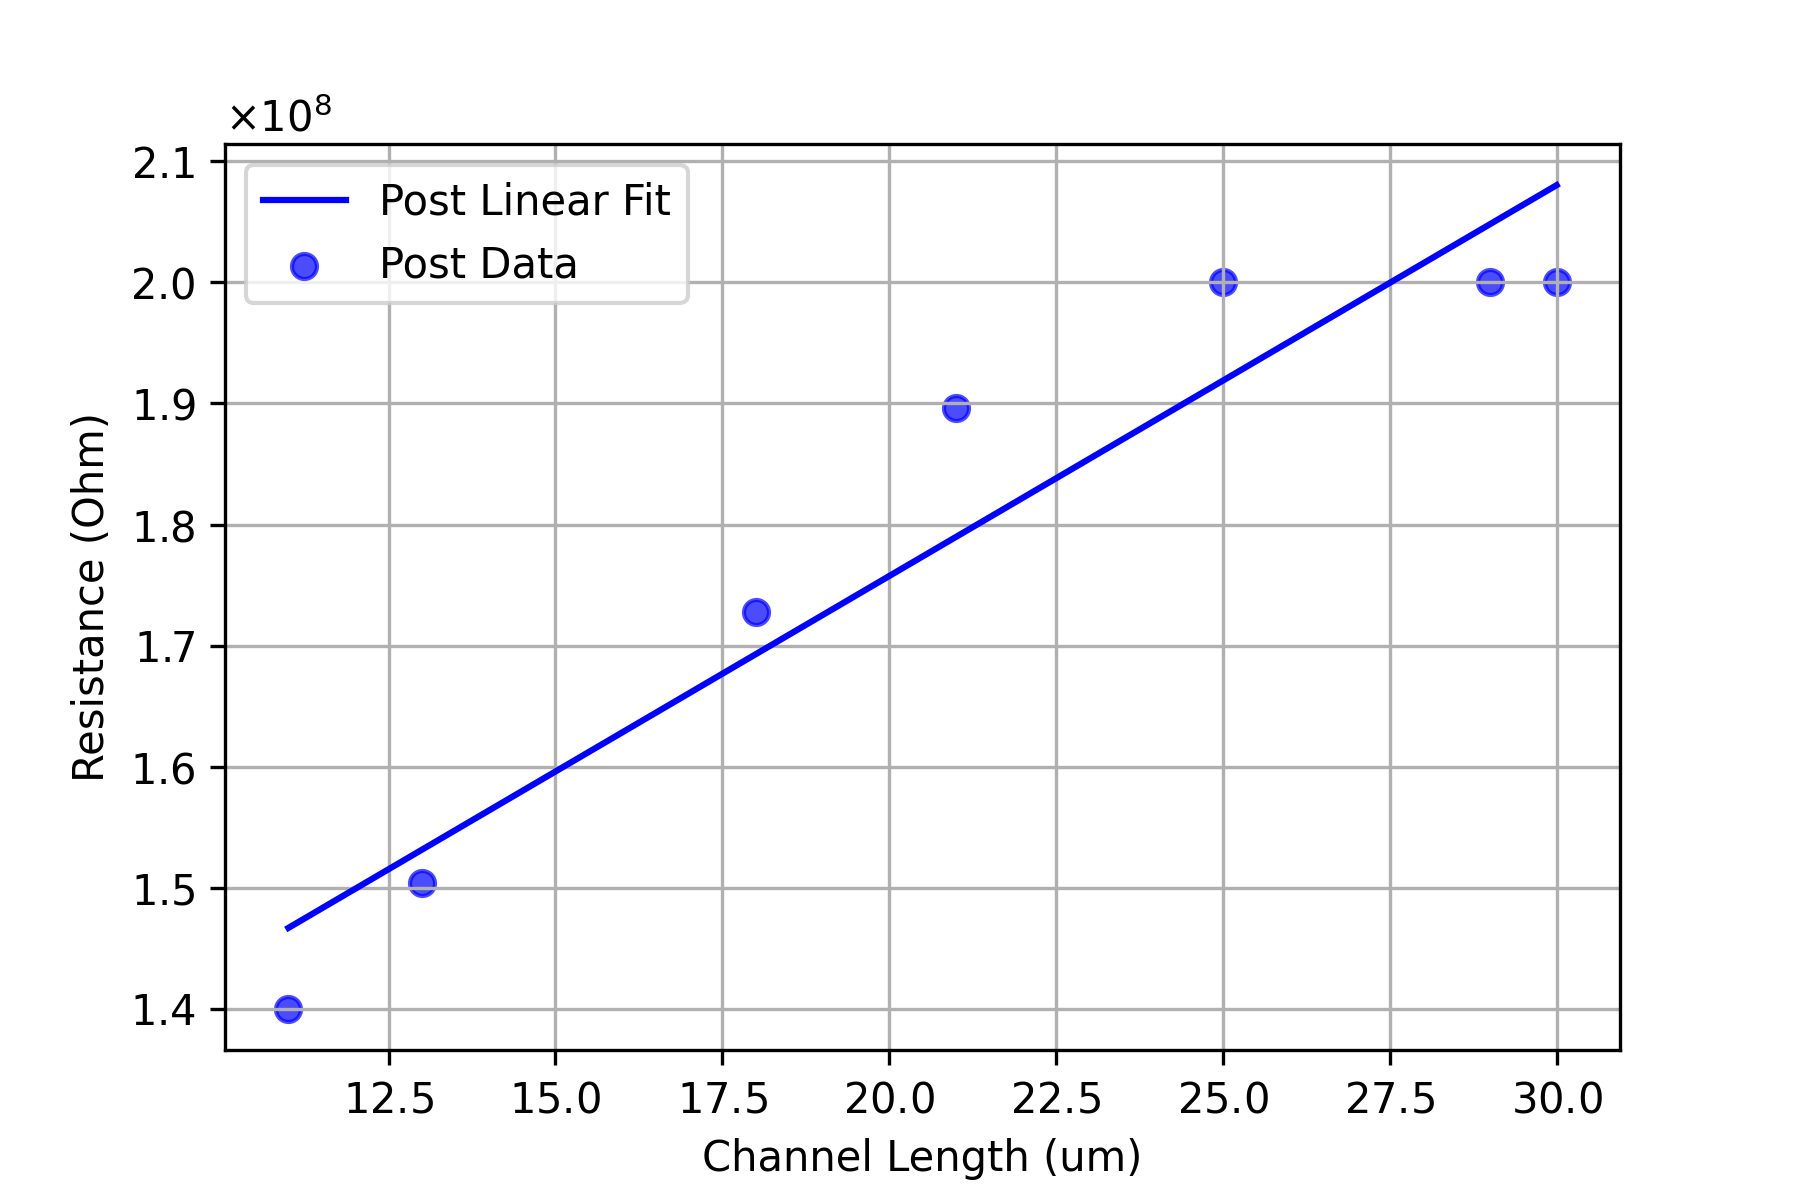 ×10⁸
2.1
2.0
1.9
1.8
1.7
1.6
1.5
1.4
Post Linear Fit
Post Data
Resistance (Ohm)
12.5 15.0 17.5 20.0 22.5 25.0 27.5 30.0
Channel Length (um)